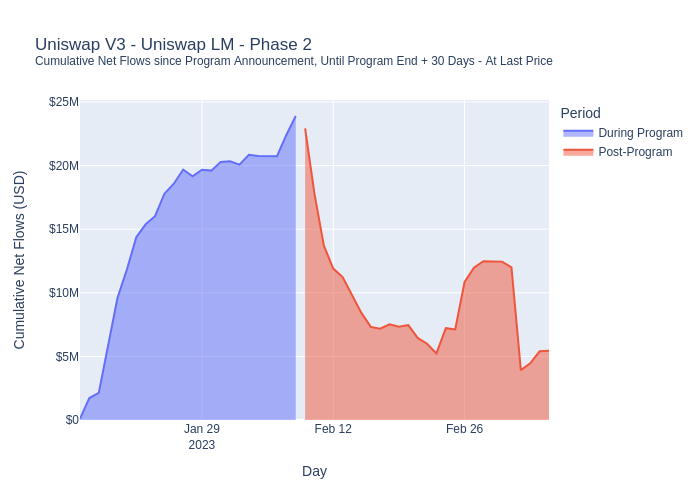 Uniswap V3 - Uniswap LM - Phase 2
Cumulative Net Flows since Program Announcement, Until Program End + 30 Days - At Last Price
Period
During Program
Post-Program
Cumulative Net Flows (USD)
$25M
$20M
$15M
$10M
$5M
$0
Jan 29
2023
Feb 12
Feb 26
Day